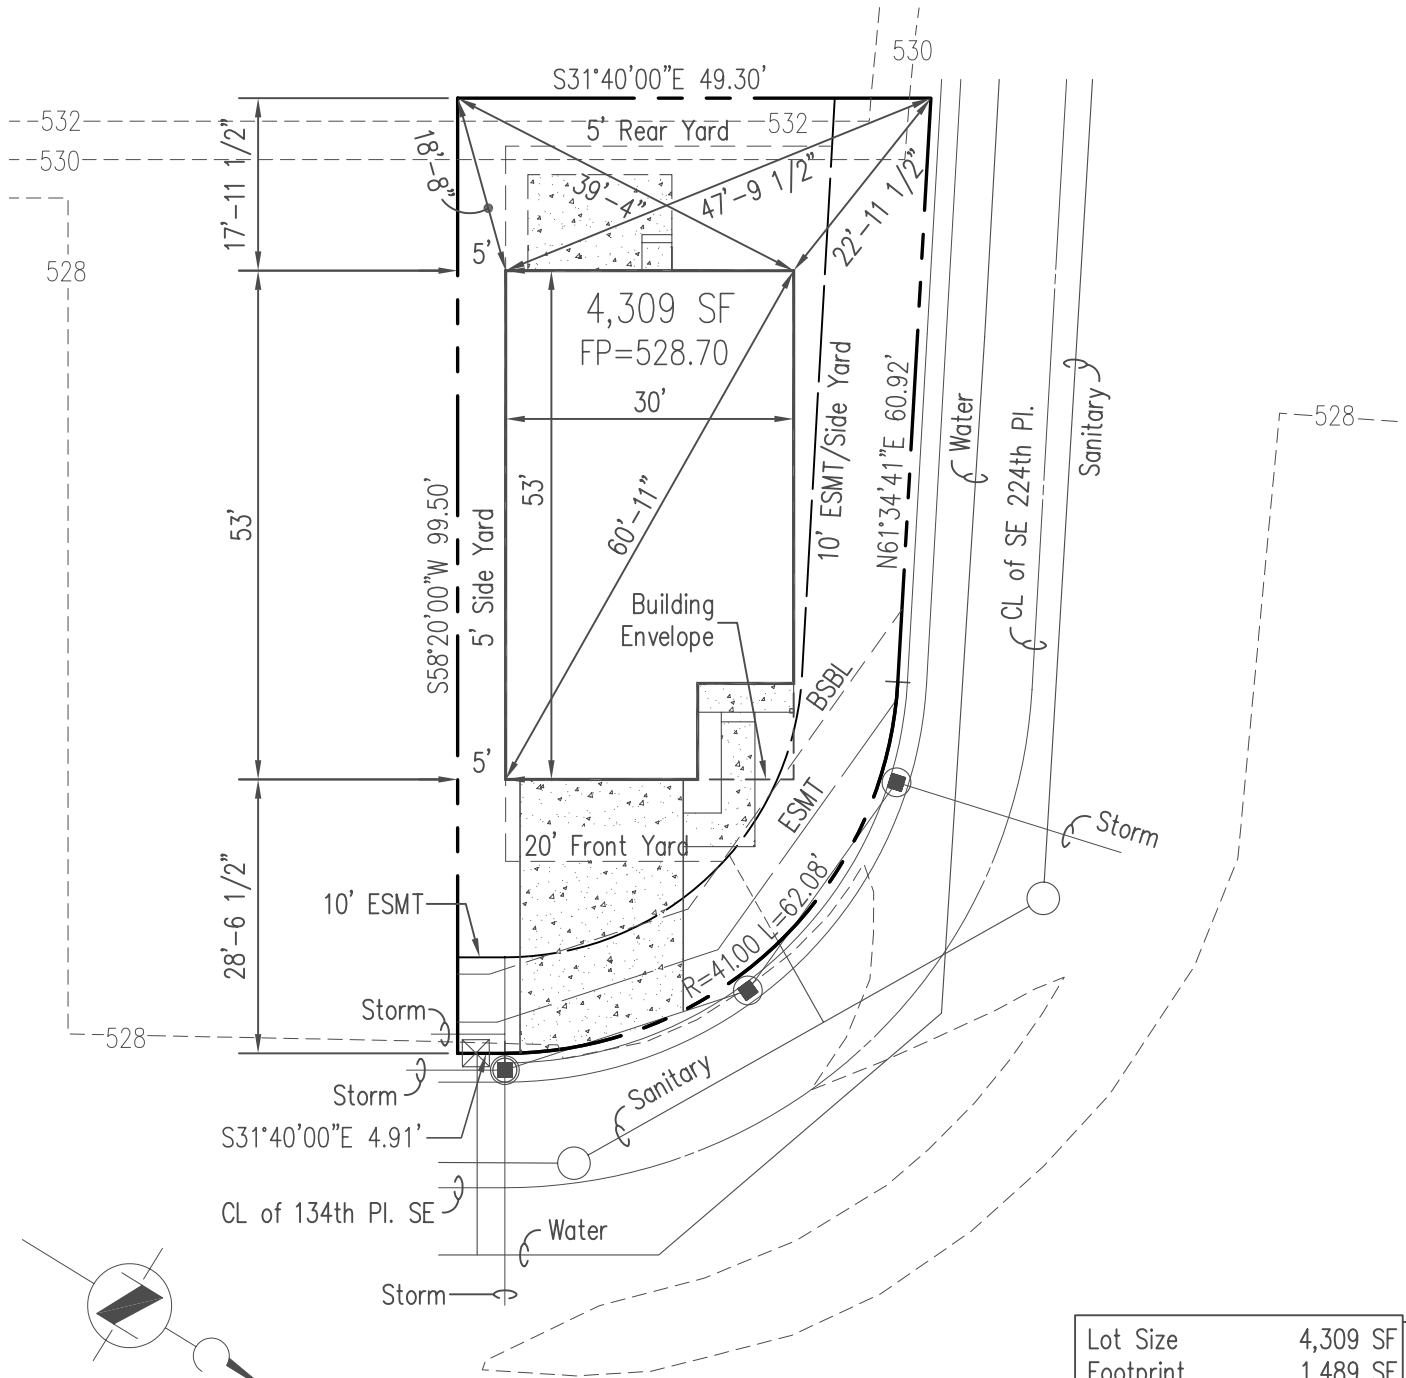 530
S31°40'00"E 49.30'
532
5' Rear Yard
532
530
17'-11 1/2"
18'-8"
39'-4"
47'-9 1/2"
22'-11 1/2"
5'
528
4,309 SF
FP=528.70
30'
53'
53'
60'-11"
S58°20'00"W 99.50'
5' Side Yard
10' ESMT/Side Yard
N61°34'41"E 60.92'
Water
CL of SE 224th Pl.
Sanitary
528
Building
Envelope
BSBL
5'
ESMT
20' Front Yard
Storm
28'-6 1/2"
10' ESMT
R=41.00 L=62.08'
Storm
528
Storm
Sanitary
S31°40'00"E 4.91'
CL of 134th Pl. SE
Water
Storm
Lot Size 4,309 SF
Footprint 1,489 SF